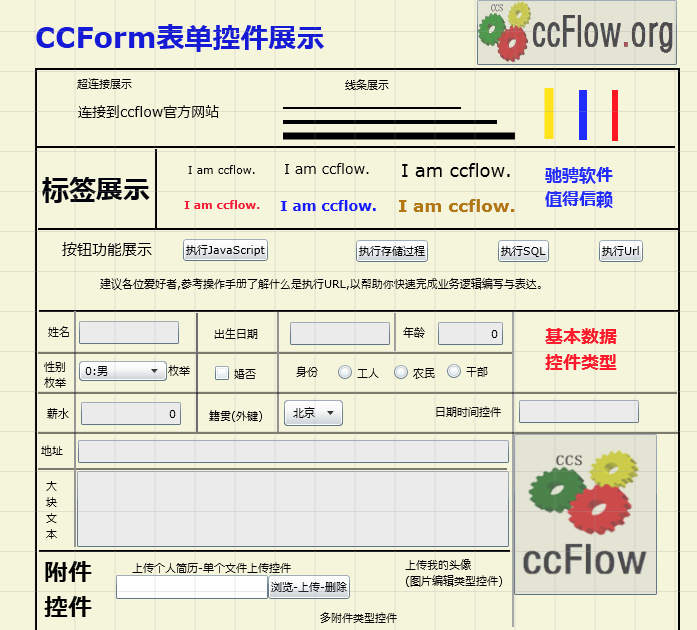 CCForm表单控件展示
CCS
ccFlow.org
超连接展示
线条展示
连接到ccflow官方网站
标签展示
I am ccflow.
I am ccflow.
I am ccflow.
驰骋软件
值得信赖
I am ccflow.
I am ccflow.
I am ccflow.
按钮功能展示
执行JavaScript
执行存储过程
执行SQL
执行Url
建议各位爱好者,参考操作手册了解什么是执行URL,以帮助你快速完成业务逻辑编写与表达。
姓名
出生日期
年龄
0
基本数据
控件类型
性别
枚举
0:男
枚举
婚否
身份
工人
农民
干部
薪水
0
籍贯(外键)
北京
日期时间控件
地址
大
块
文
本
CCS
ccFlow
附件
控件
上传个人简历-单个文件上传控件
浏览-上传-删除
上传我的头像
(图片编辑类型控件)
多附件类型控件